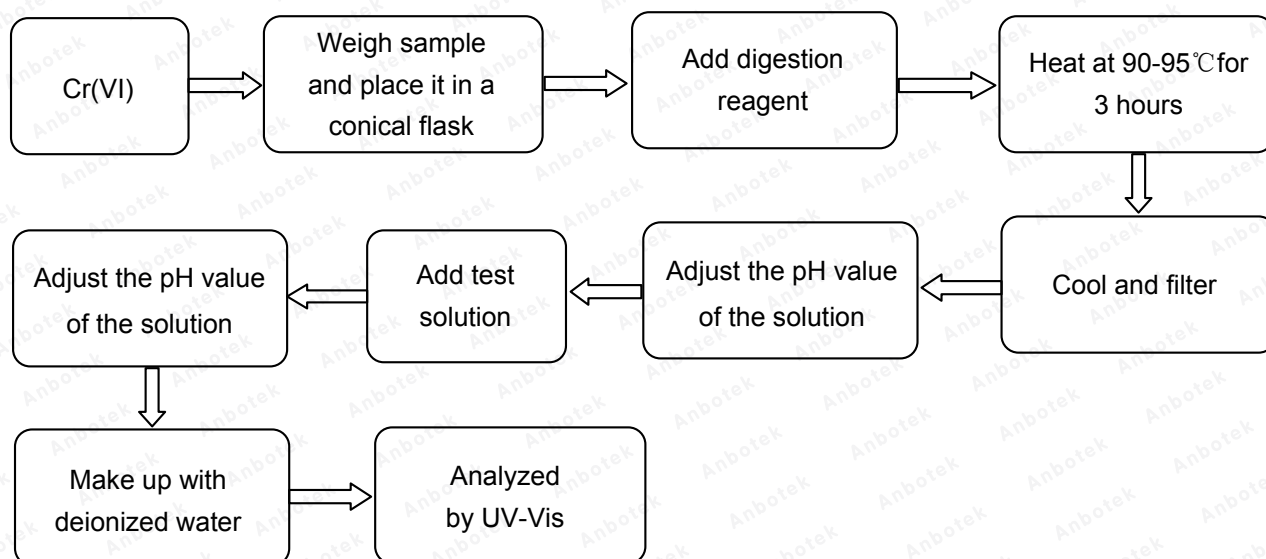 Cr(VI)
Weigh sample
and place it in a
conical flask
Add digestion
reagent
Heat at 90-95℃for
3 hours
Cool and filter
Adjust the pH value
of the solution
Add test
solution
Adjust the pH value
of the solution
Make up with
deionized water
Analyzed
by UV-Vis
Anbotek